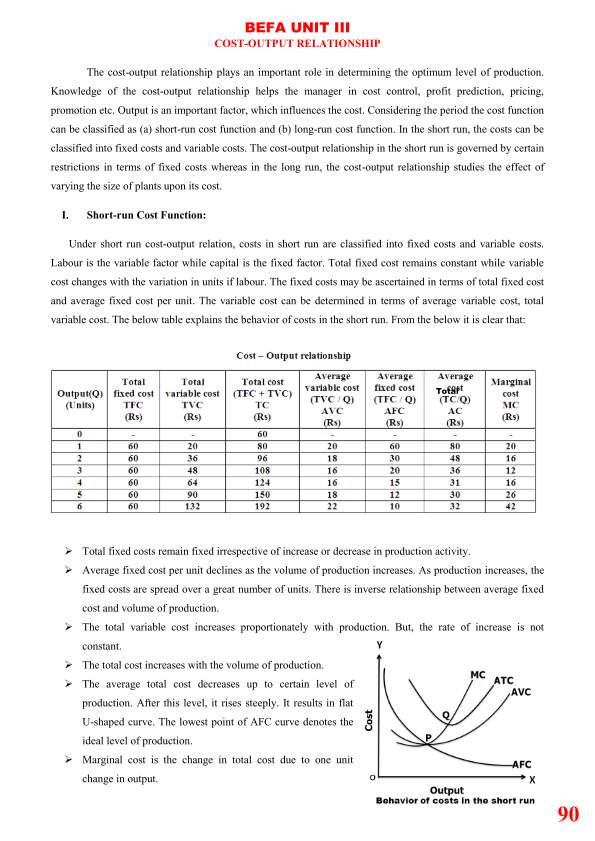 BEFA UNIT III
COST-OUTPUT RELATIONSHIP
The cost-output relationship plays an important role in determining the optimum level of production.
Knowledge of the cost-output relationship helps the manager in cost control, profit prediction, pricing,
promotion etc. Output is an important factor, which influences the cost. Considering the period the cost function
can be classified as (a) short-run cost function and (b) long-run cost function. In the short run, the costs can be
classified into fixed costs and variable costs. The cost-output relationship in the short run is governed by certain
restrictions in terms of fixed costs whereas in the long run, the cost-output relationship studies the effect of
varying the size of plants upon its cost.
I. Short-run Cost Function:
Under short run cost-output relation, costs in short run are classified into fixed costs and variable costs.
Labour is the variable factor while capital is the fixed factor. Total fixed cost remains constant while variable
cost changes with the variation in units if labour. The fixed costs may be ascertained in terms of total fixed cost
and average fixed cost per unit. The variable cost can be determined in terms of average variable cost, total
variable cost. The below table explains the behavior of costs in the short run. From the below it is clear that:
Cost – Output relationship
Output(Q) (Units) | Total fixed cost TFC (Rs) | Total variable cost TVC (Rs) | Total cost (TFC + TVC) TC (Rs) | Average variable cost (TVC / Q) AVC (Rs) | Average fixed cost (TFC / Q) AFC (Rs) | Average Total cost (TC/Q) AC (Rs) | Marginal cost MC (Rs)
0 | - | - | 60 | - | - | - | -
1 | 60 | 20 | 80 | 20 | 60 | 80 | 20
2 | 60 | 36 | 96 | 18 | 30 | 48 | 16
3 | 60 | 48 | 108 | 16 | 20 | 36 | 12
4 | 60 | 64 | 124 | 16 | 15 | 31 | 16
5 | 60 | 90 | 150 | 18 | 12 | 30 | 26
6 | 60 | 132 | 192 | 22 | 10 | 32 | 42
➢ Total fixed costs remain fixed irrespective of increase or decrease in production activity.
➢ Average fixed cost per unit declines as the volume of production increases. As production increases, the
fixed costs are spread over a great number of units. There is inverse relationship between average fixed
cost and volume of production.
➢ The total variable cost increases proportionately with production. But, the rate of increase is not
constant.
➢ The total cost increases with the volume of production.
➢ The average total cost decreases up to certain level of
production. After this level, it rises steeply. It results in flat
U-shaped curve. The lowest point of AFC curve denotes the
ideal level of production.
➢ Marginal cost is the change in total cost due to one unit
change in output.
Y
MC
ATC
AVC
Q
Cost
P
AFC
O
X
Output
Behavior of costs in the short run
90